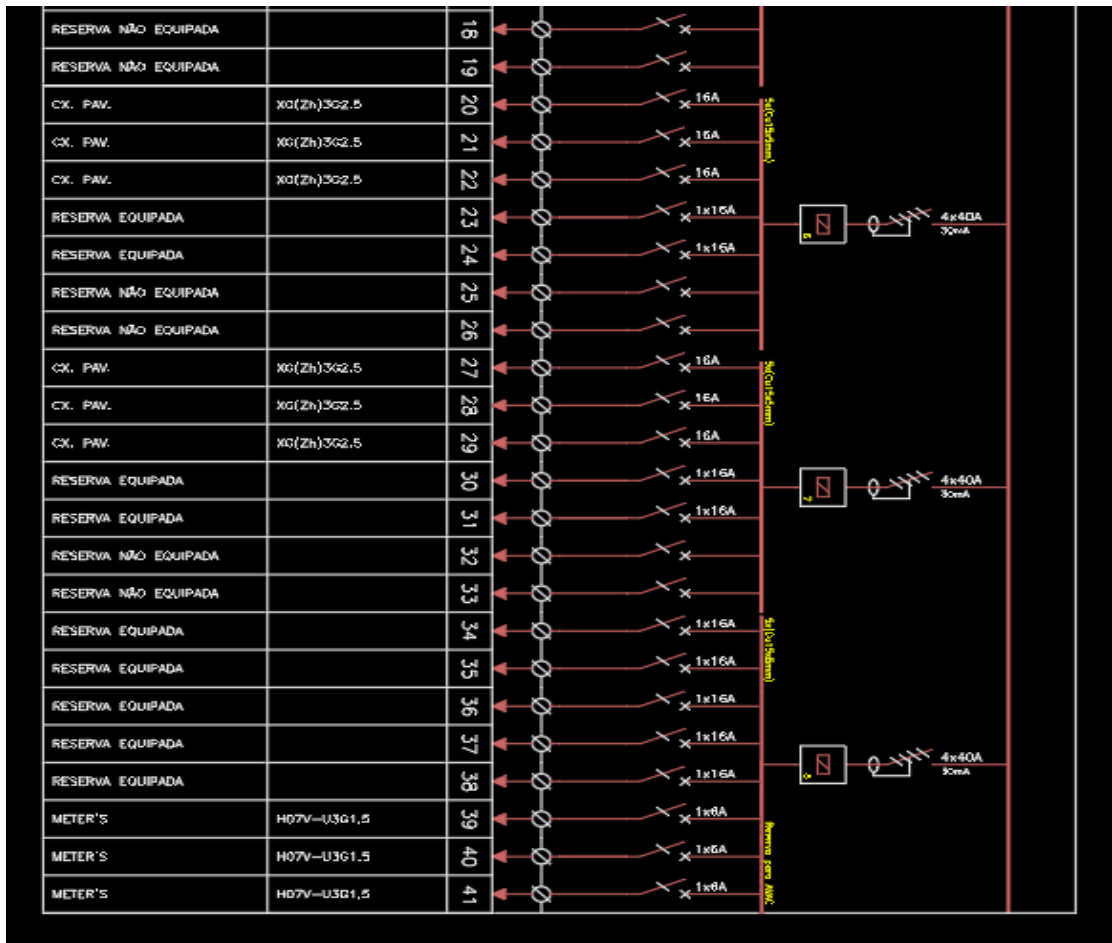 RESERVA NÃO EQUIPADA 18
RESERVA NÃO EQUIPADA 19
CX. PAV. XG(Zh)3G2.5 20 16A
CX. PAV. XG(Zh)3G2.5 21 16A
CX. PAV. XG(Zh)3G2.5 22 16A
RESERVA EQUIPADA 23 1x16A 4x40A
30mA
RESERVA EQUIPADA 24 1x16A
RESERVA NÃO EQUIPADA 25
RESERVA NÃO EQUIPADA 26
CX. PAV. XG(Zh)3G2.5 27 16A
CX. PAV. XG(Zh)3G2.5 28 16A
CX. PAV. XG(Zh)3G2.5 29 16A
RESERVA EQUIPADA 30 1x16A 4x40A
30mA
RESERVA EQUIPADA 31 1x16A
RESERVA NÃO EQUIPADA 32
RESERVA NÃO EQUIPADA 33
RESERVA EQUIPADA 34 1x16A
RESERVA EQUIPADA 35 1x16A
RESERVA EQUIPADA 36 1x16A
RESERVA EQUIPADA 37 1x16A 4x40A
30mA
RESERVA EQUIPADA 38 1x16A
METER'S H07V-U3G1,5 39 1x6A
METER'S H07V-U3G1.5 40 1x6A
METER'S H07V-U3G1,5 41 1x6A
7